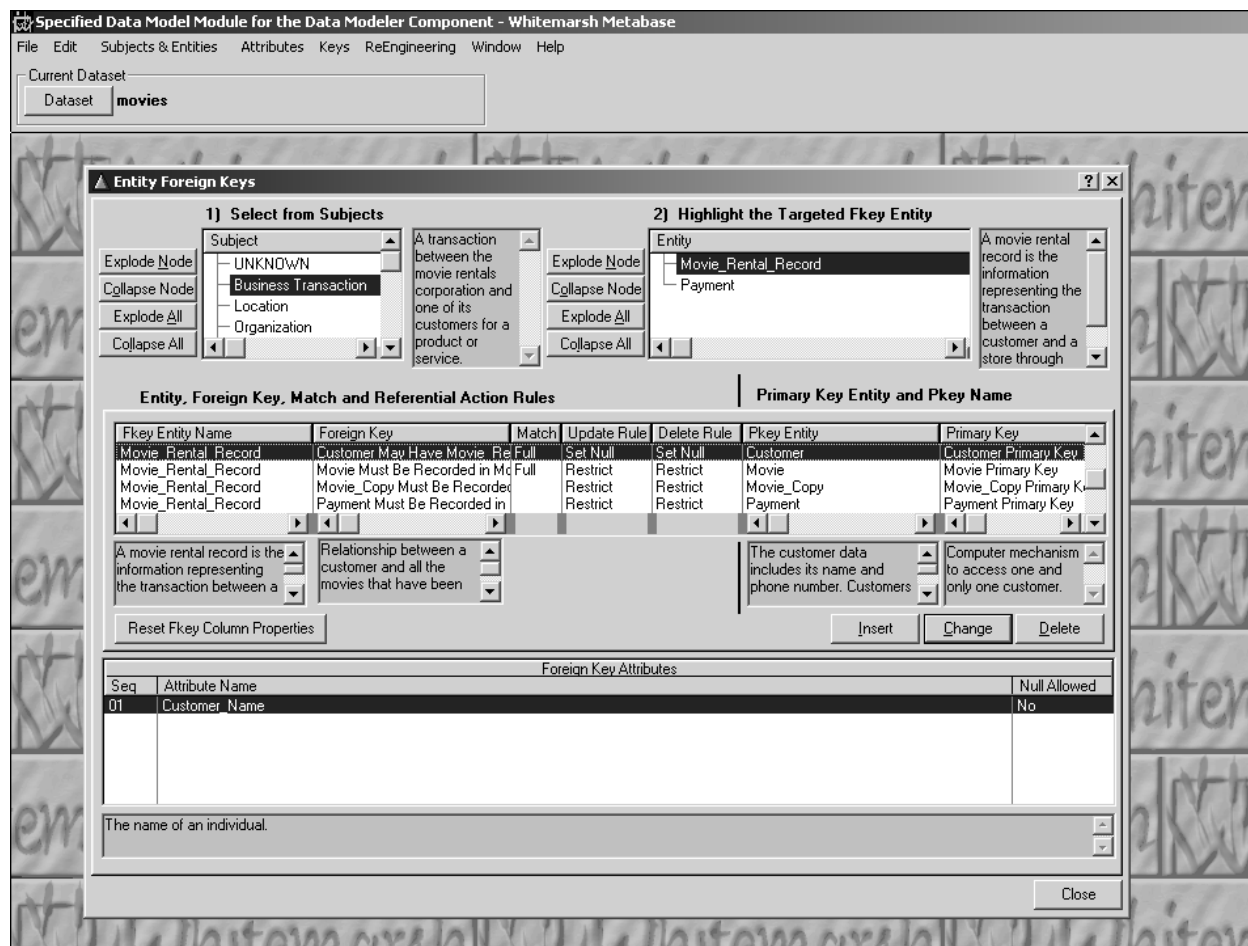 Specified Data Model Module for the Data Modeler Component - Whitemarsh Metabase
File Edit Subjects & Entities Attributes Keys ReEngineering Window Help
Current Dataset
Dataset movies
Entity Foreign Keys
1) Select from Subjects
2) Highlight the Targeted Fkey Entity
Explode Node
Collapse Node
Explode All
Collapse All
Subject
UNKNOWN
Business Transaction
Location
Organization
A transaction
between the
movie rentals
corporation and
one of its
customers for a
product or
service.
Explode Node
Collapse Node
Explode All
Collapse All
Entity
Movie_Rental_Record
Payment
A movie rental
record is the
information
representing the
transaction
between a
customer and a
store through
Entity, Foreign Key, Match and Referential Action Rules
Primary Key Entity and Pkey Name
Fkey Entity Name Foreign Key Match Update Rule Delete Rule Pkey Entity Primary Key
Movie_Rental_Record Customer May Have Movie_Re Full Set Null Set Null Customer Customer Primary Key
Movie_Rental_Record Movie Must Be Recorded in Mo Full Restrict Restrict Movie Movie Primary Key
Movie_Rental_Record Movie_Copy Must Be Recorded Restrict Restrict Movie_Copy Movie_Copy Primary K
Movie_Rental_Record Payment Must Be Recorded in Restrict Restrict Payment Payment Primary Key
A movie rental record is the
information representing
the transaction between a
Relationship between a
customer and all the
movies that have been
The customer data
includes its name and
phone number. Customers
Computer mechanism
to access one and
only one customer.
Reset Fkey Column Properties
Insert Change Delete
Foreign Key Attributes
Seq Attribute Name Null Allowed
01 Customer_Name No
The name of an individual.
Close